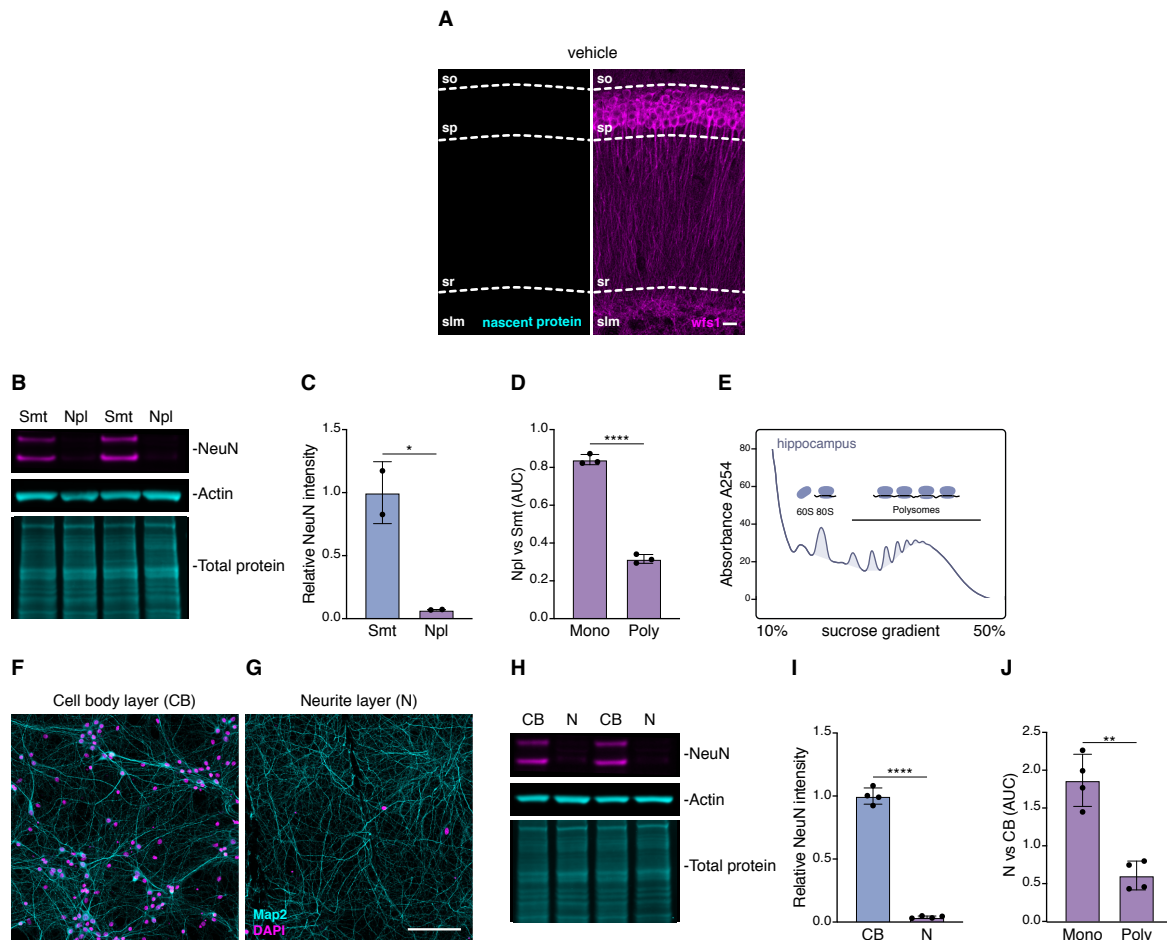 A
vehicle
so so
sp sp
sr sr
slm nascent protein slm wfs1
B
Smt Npl Smt Npl
-NeuN
-Actin
-Total protein
C
Relative NeuN intensity
1.5
*
1.0
0.5
0.0
Smt Npl
D
Npl vs Smt (AUC)
1.0
****
0.8
0.6
0.4
0.2
0.0
Mono Poly
E
Absorbance A254
hippocampus
80
60
40
20
0
60S 80S
Polysomes
10% sucrose gradient 50%
F
Cell body layer (CB)
Map2
DAPI
G
Neurite layer (N)
H
CB N CB N
-NeuN
-Actin
-Total protein
I
Relative NeuN intensity
1.5
****
1.0
0.5
0.0
CB N
J
N vs CB (AUC)
2.5
**
2.0
1.5
1.0
0.5
0.0
Mono Poly